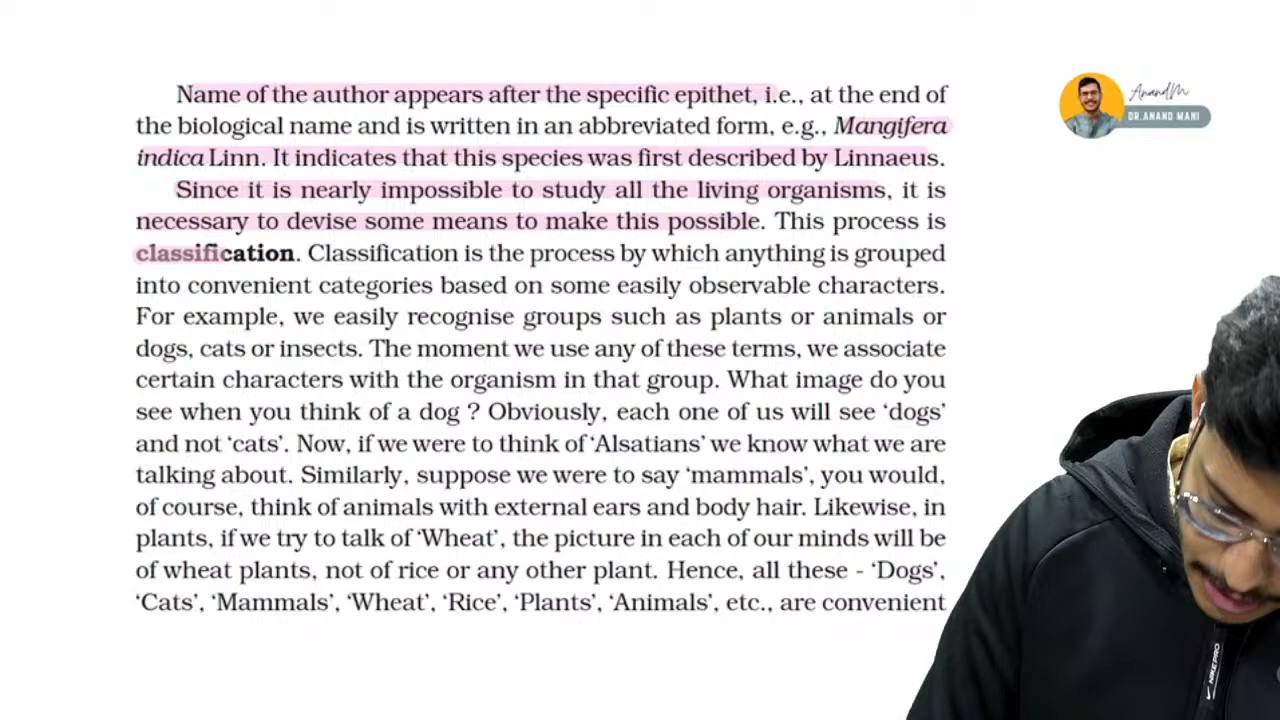 Name of the author appears after the specific epithet, i.e., at the end of
the biological name and is written in an abbreviated form, e.g., Mangifera
indica Linn. It indicates that this species was first described by Linnaeus.
Since it is nearly impossible to study all the living organisms, it is
necessary to devise some means to make this possible. This process is
classification. Classification is the process by which anything is grouped
into convenient categories based on some easily observable characters.
For example, we easily recognise groups such as plants or animals or
dogs, cats or insects. The moment we use any of these terms, we associate
certain characters with the organism in that group. What image do you
see when you think of a dog ? Obviously, each one of us will see ‘dogs’
and not ‘cats’. Now, if we were to think of ‘Alsatians’ we know what we are
talking about. Similarly, suppose we were to say ‘mammals’, you would,
of course, think of animals with external ears and body hair. Likewise, in
plants, if we try to talk of ‘Wheat’, the picture in each of our minds will be
of wheat plants, not of rice or any other plant. Hence, all these - ‘Dogs’,
‘Cats’, ‘Mammals’, ‘Wheat’, ‘Rice’, ‘Plants’, ‘Animals’, etc., are convenient
AnandM
DR.ANAND MANI
NIKE PRO